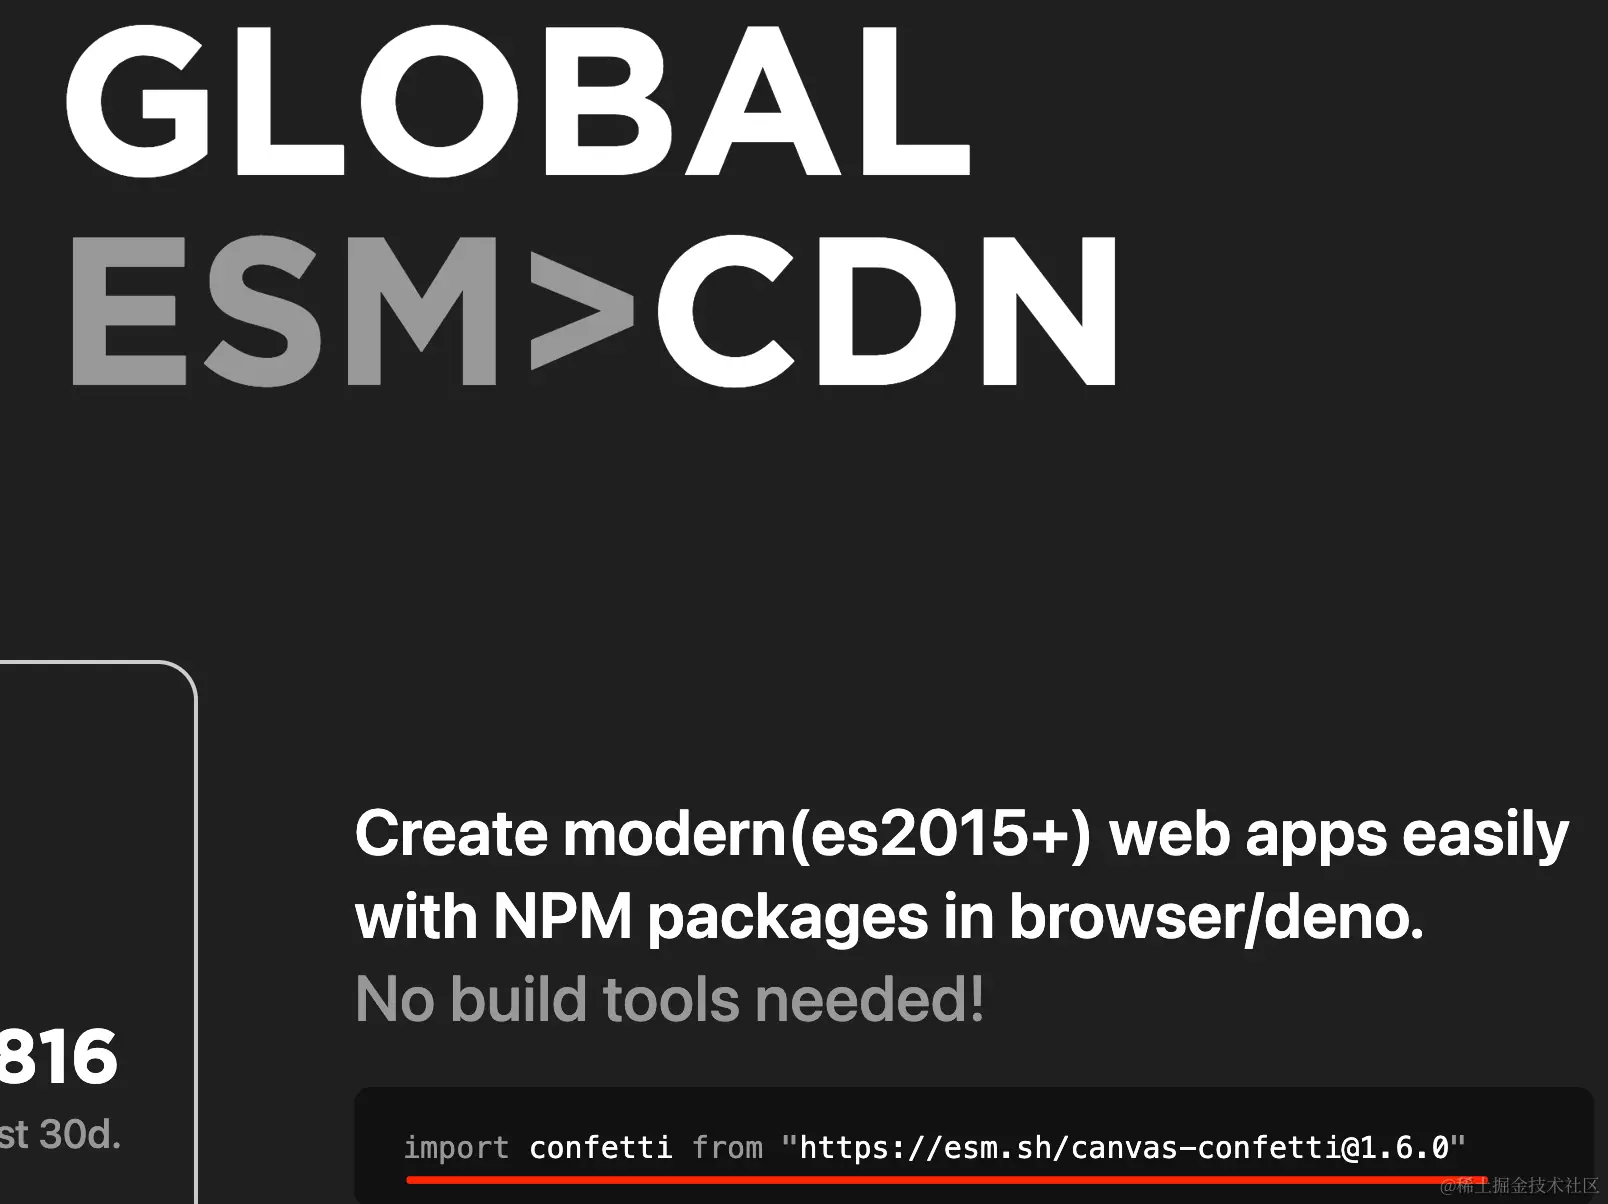 GLOBAL
ESM>CDN
Create modern(es2015+) web apps easily
with NPM packages in browser/deno.
No build tools needed!
816
st 30d.
import confetti from "https://esm.sh/canvas-confetti@1.6.0"
@稀土掘金技术社区